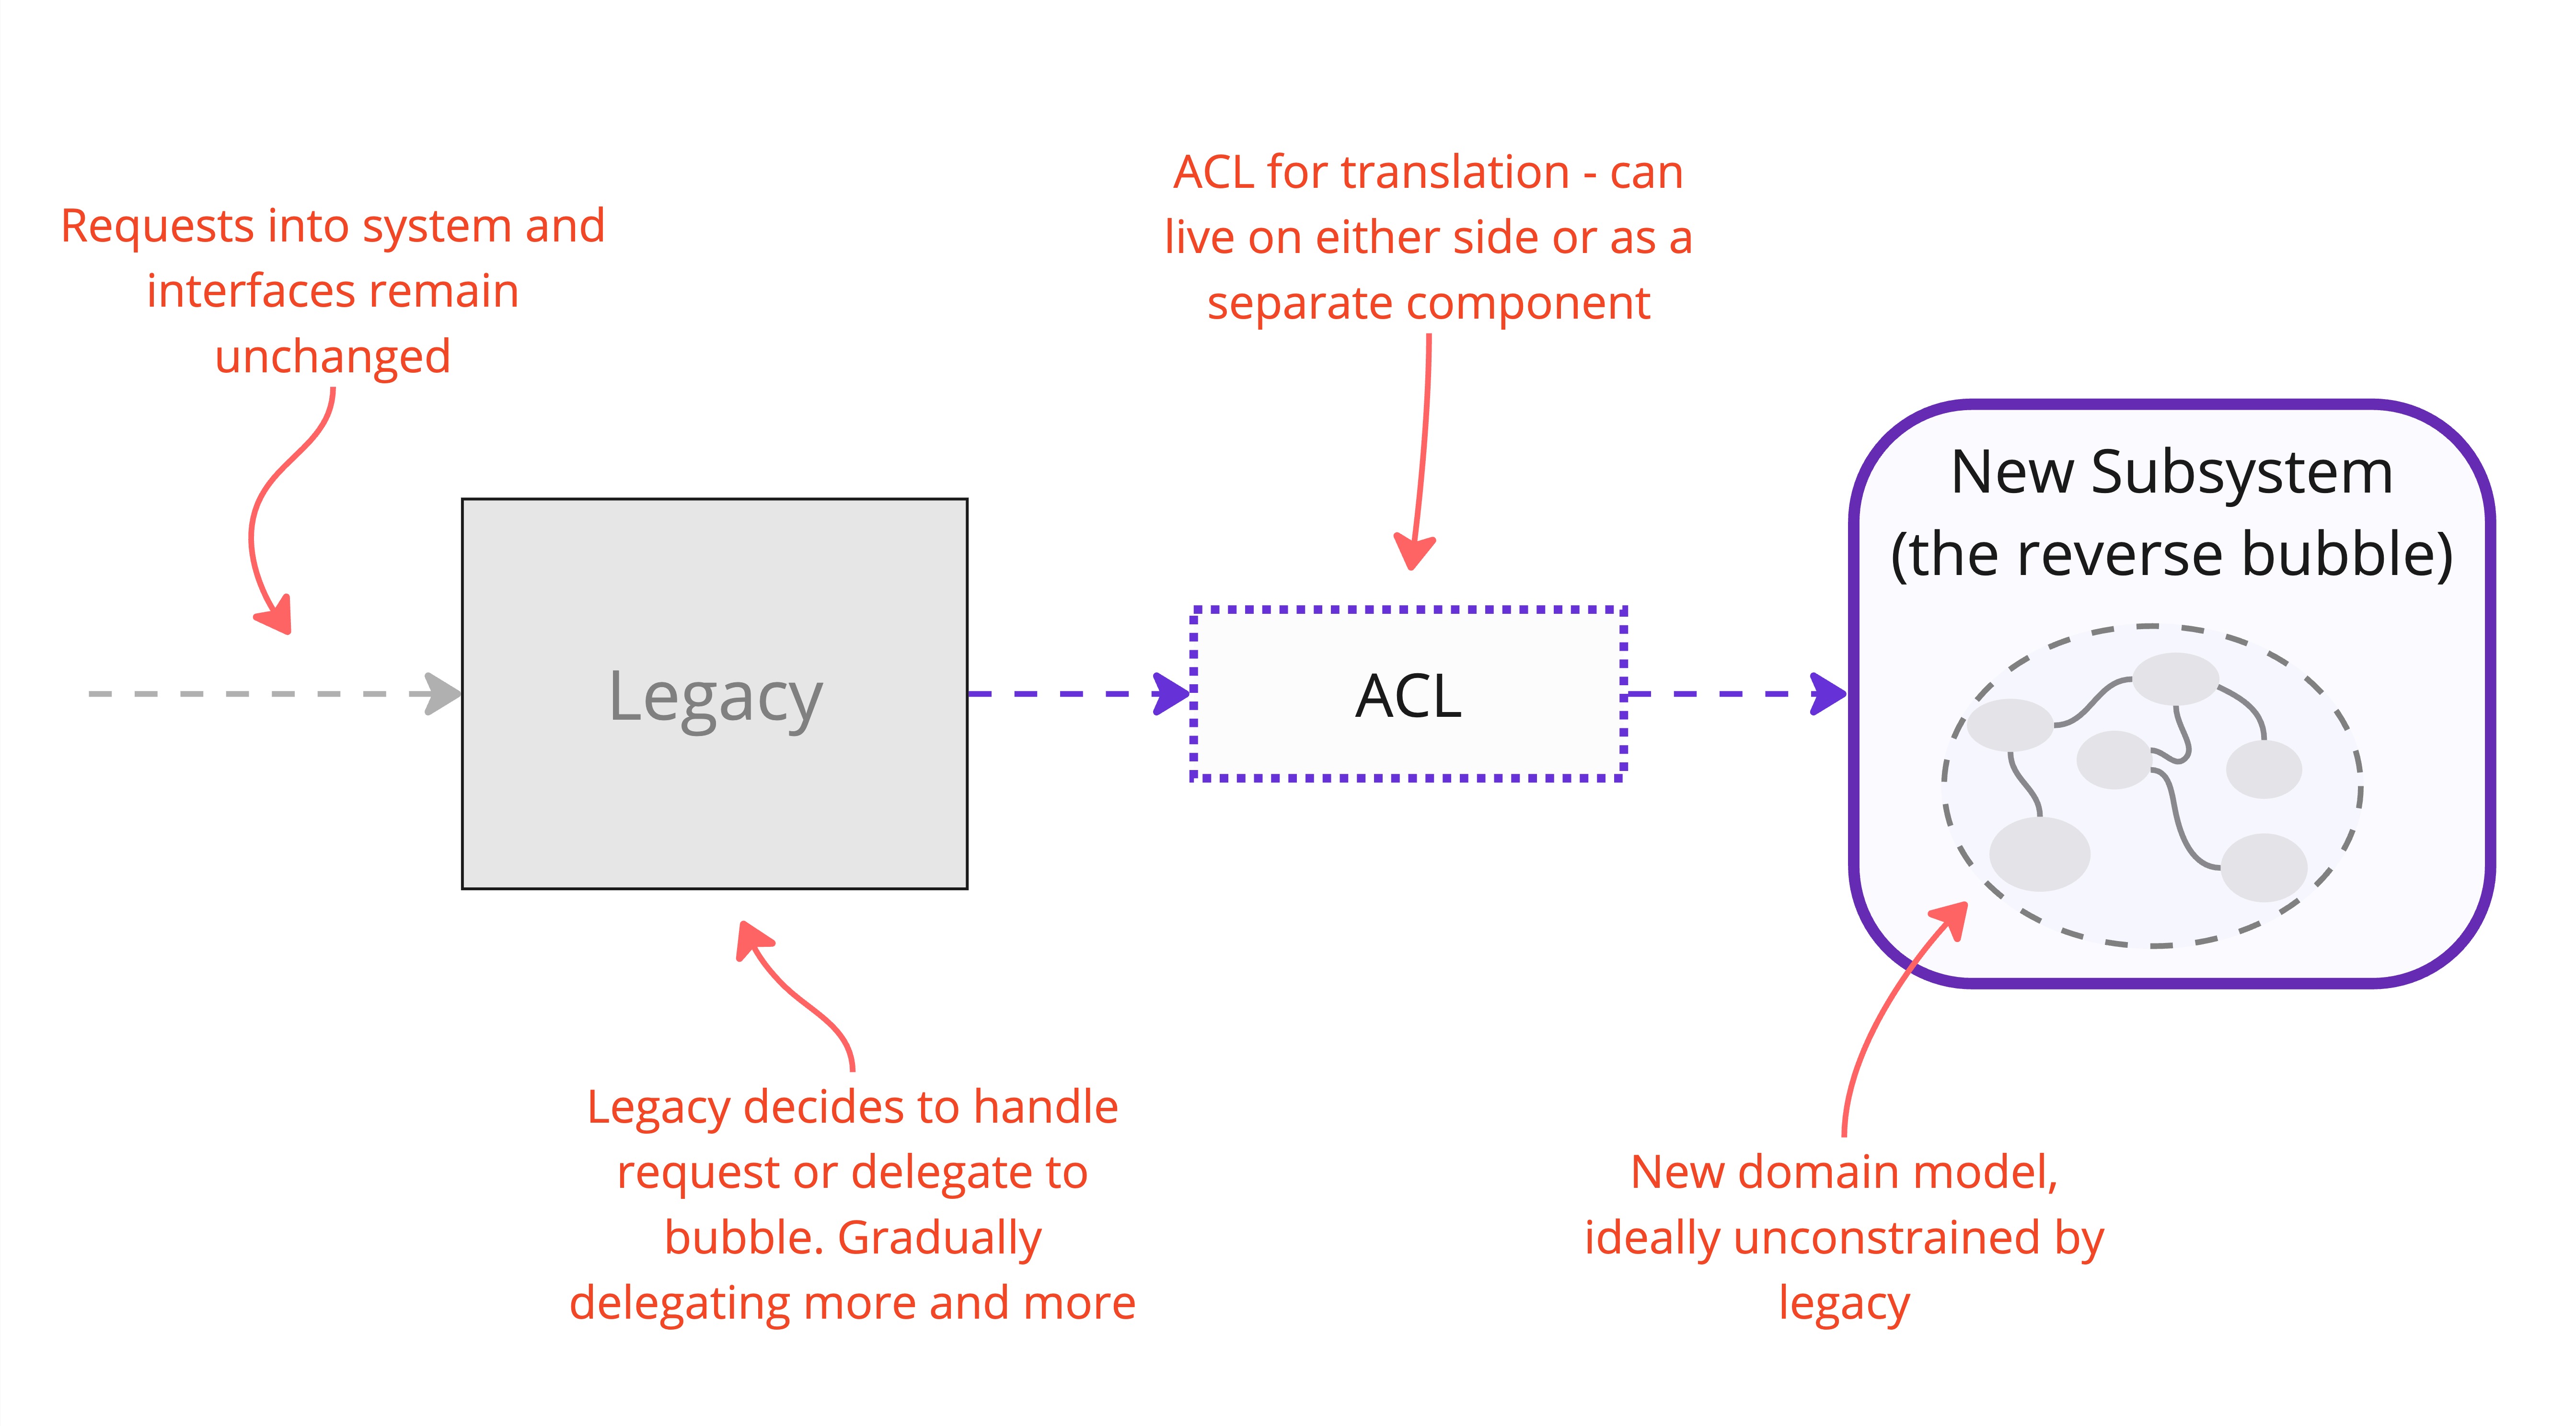 Requests into system and
interfaces remain
unchanged
ACL for translation - can
live on either side or as a
separate component
New Subsystem
(the reverse bubble)
Legacy
ACL
Legacy decides to handle
request or delegate to
bubble. Gradually
delegating more and more
New domain model,
ideally unconstrained by
legacy